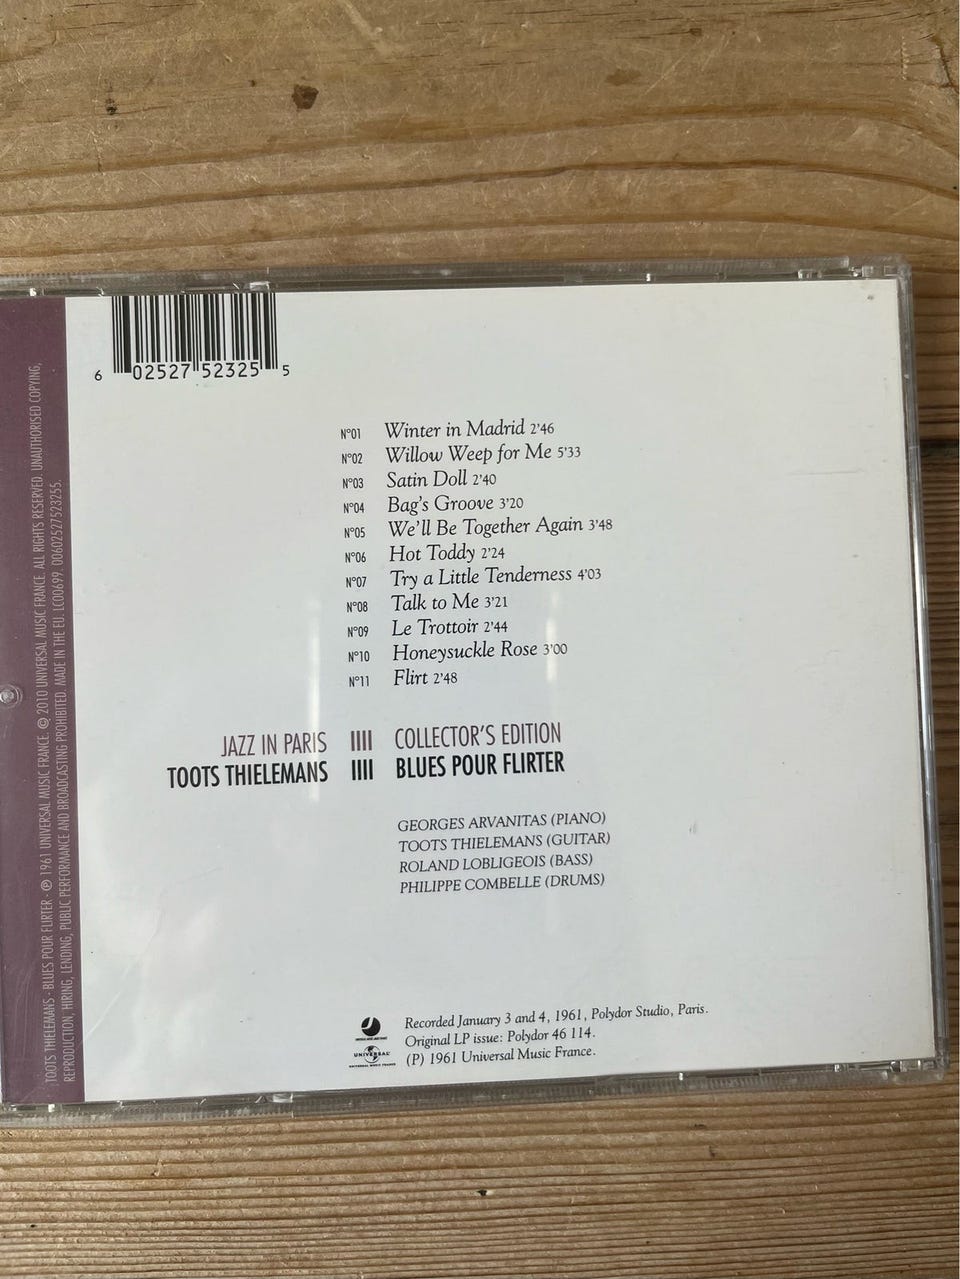 6 02527 52325 5
N°01 Winter in Madrid 2'46
N°02 Willow Weep for Me 5'33
N°03 Satin Doll 2'40
N°04 Bag's Groove 3'20
N°05 We'll Be Together Again 3'48
N°06 Hot Toddy 2'24
N°07 Try a Little Tenderness 4'03
N°08 Talk to Me 3'21
N°09 Le Trottoir 2'44
N°10 Honeysuckle Rose 3'00
N°11 Flirt 2'48
JAZZ IN PARIS IIII COLLECTOR'S EDITION
TOOTS THIELEMANS IIII BLUES POUR FLIRTER
GEORGES ARVANITAS (PIANO)
TOOTS THIELEMANS (GUITAR)
ROLAND LOBLIGEOIS (BASS)
PHILIPPE COMBELLE (DRUMS)
UNIVERSAL
UNIVERSAL MUSIC FRANCE
Recorded January 3 and 4, 1961, Polydor Studio, Paris.
Original LP issue: Polydor 46 114.
(P) 1961 Universal Music France.
TOOTS THIELEMANS · BLUES POUR FLIRTER · ℗ 1961 UNIVERSAL MUSIC FRANCE. © 2010 UNIVERSAL MUSIC FRANCE. ALL RIGHTS RESERVED. UNAUTHORISED COPYING,
REPRODUCTION, HIRING, LENDING, PUBLIC PERFORMANCE AND BROADCASTING PROHIBITED. MADE IN THE EU. LC00699. 00602527523255.